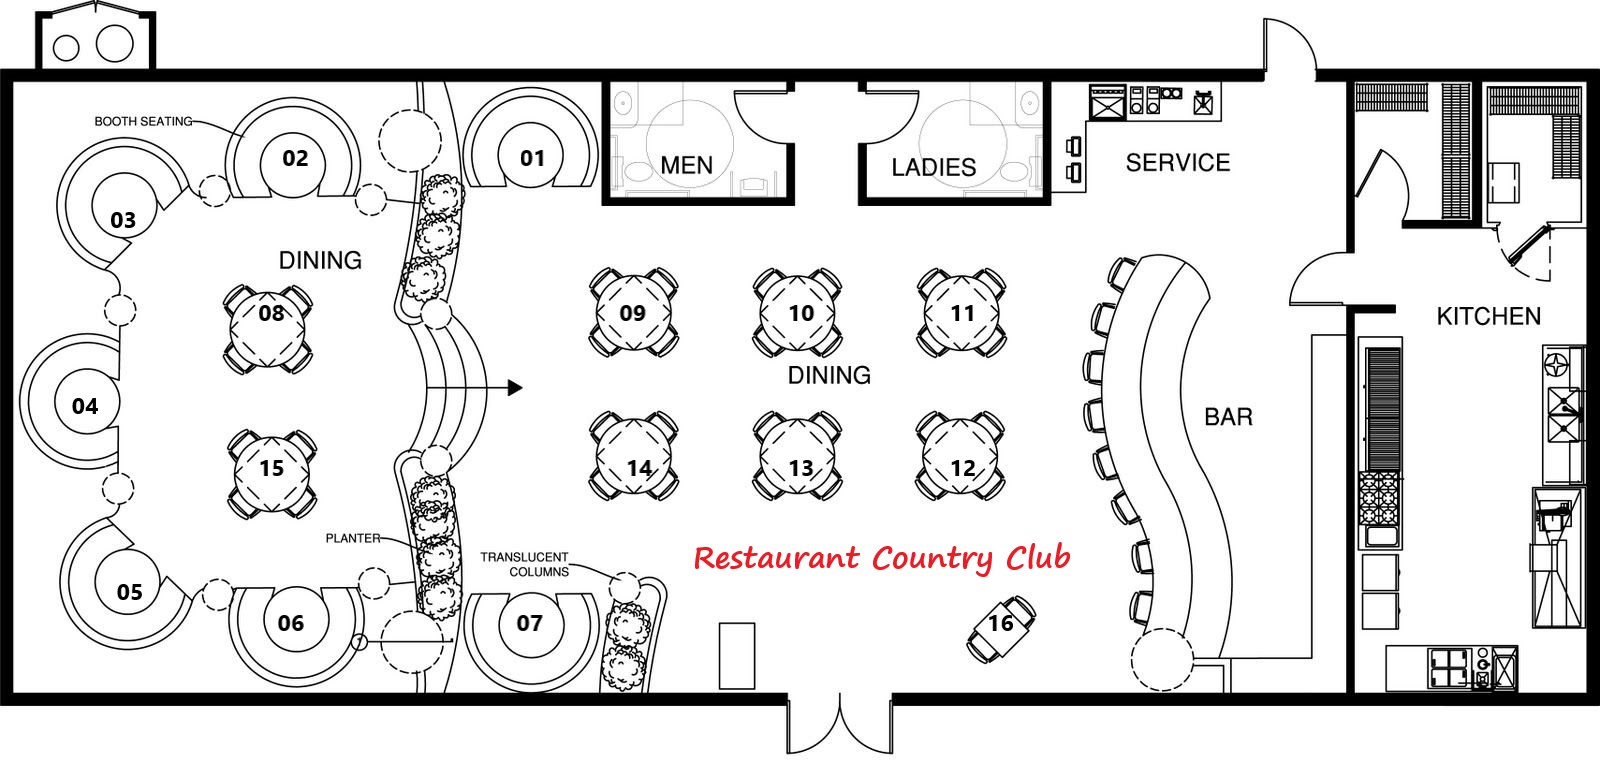 BOOTH SEATING
02
01
MEN
LADIES
SERVICE
03
DINING
08
09
10
11
KITCHEN
DINING
04
BAR
15
14
13
12
PLANTER
TRANSLUCENT
COLUMNS
Restaurant Country Club
05
06
07
16